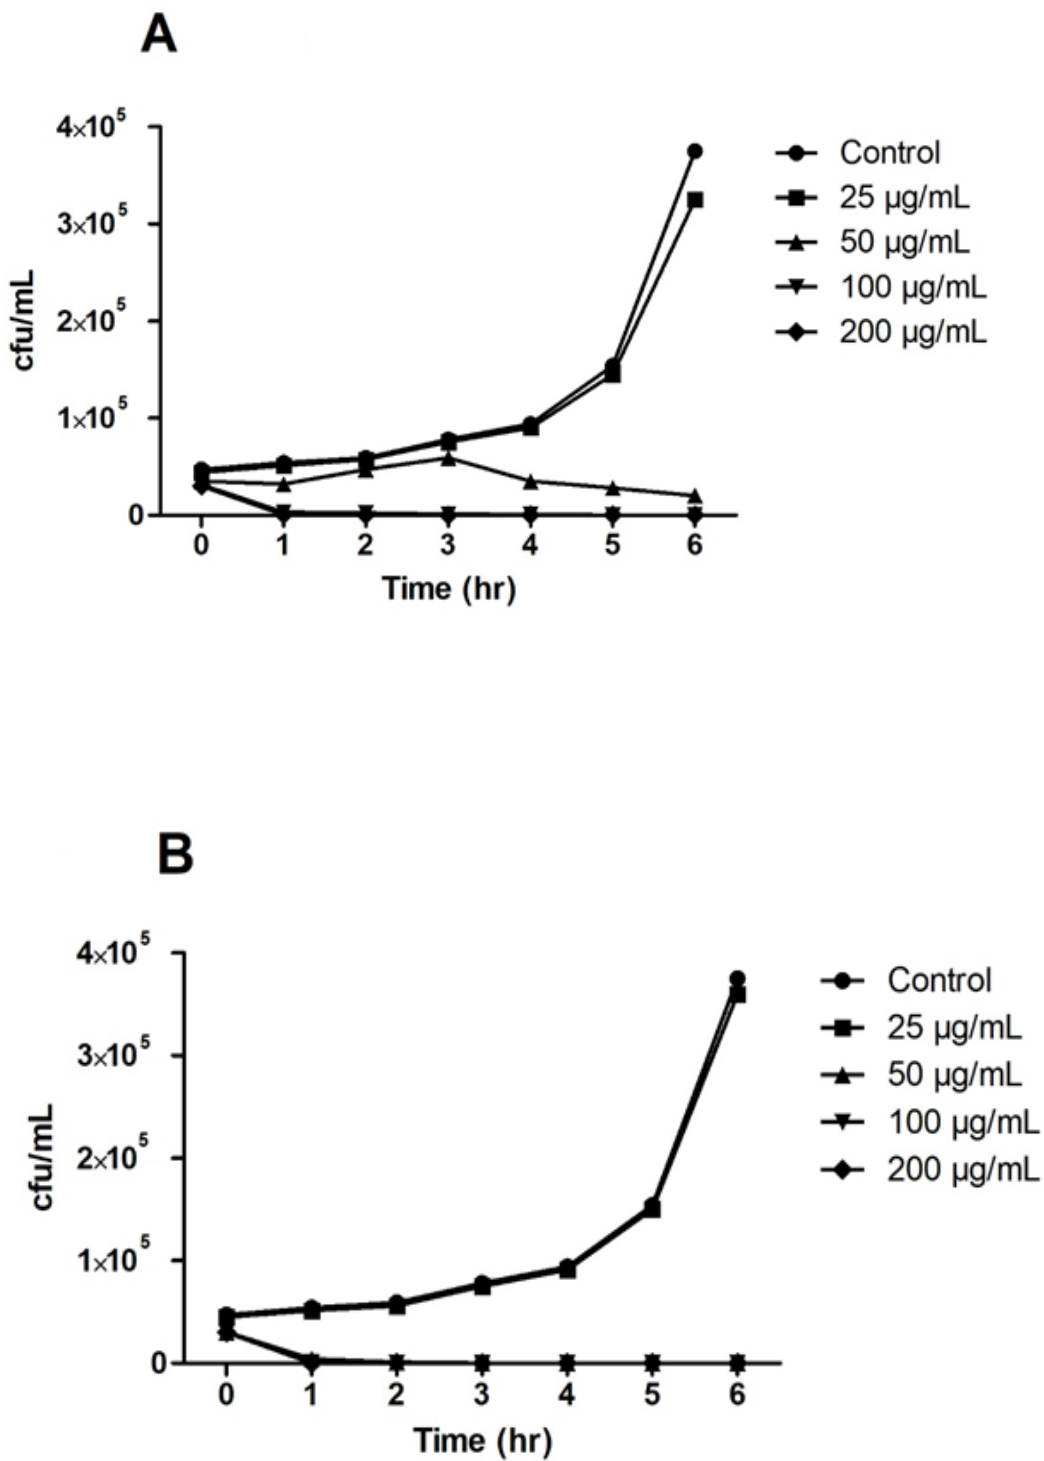 A
4×10⁵
3×10⁵
2×10⁵
1×10⁵
0
cfu/mL
0 1 2 3 4 5 6
Time (hr)
Control
25 µg/mL
50 µg/mL
100 µg/mL
200 µg/mL
B
4×10⁵
3×10⁵
2×10⁵
1×10⁵
0
cfu/mL
0 1 2 3 4 5 6
Time (hr)
Control
25 µg/mL
50 µg/mL
100 µg/mL
200 µg/mL